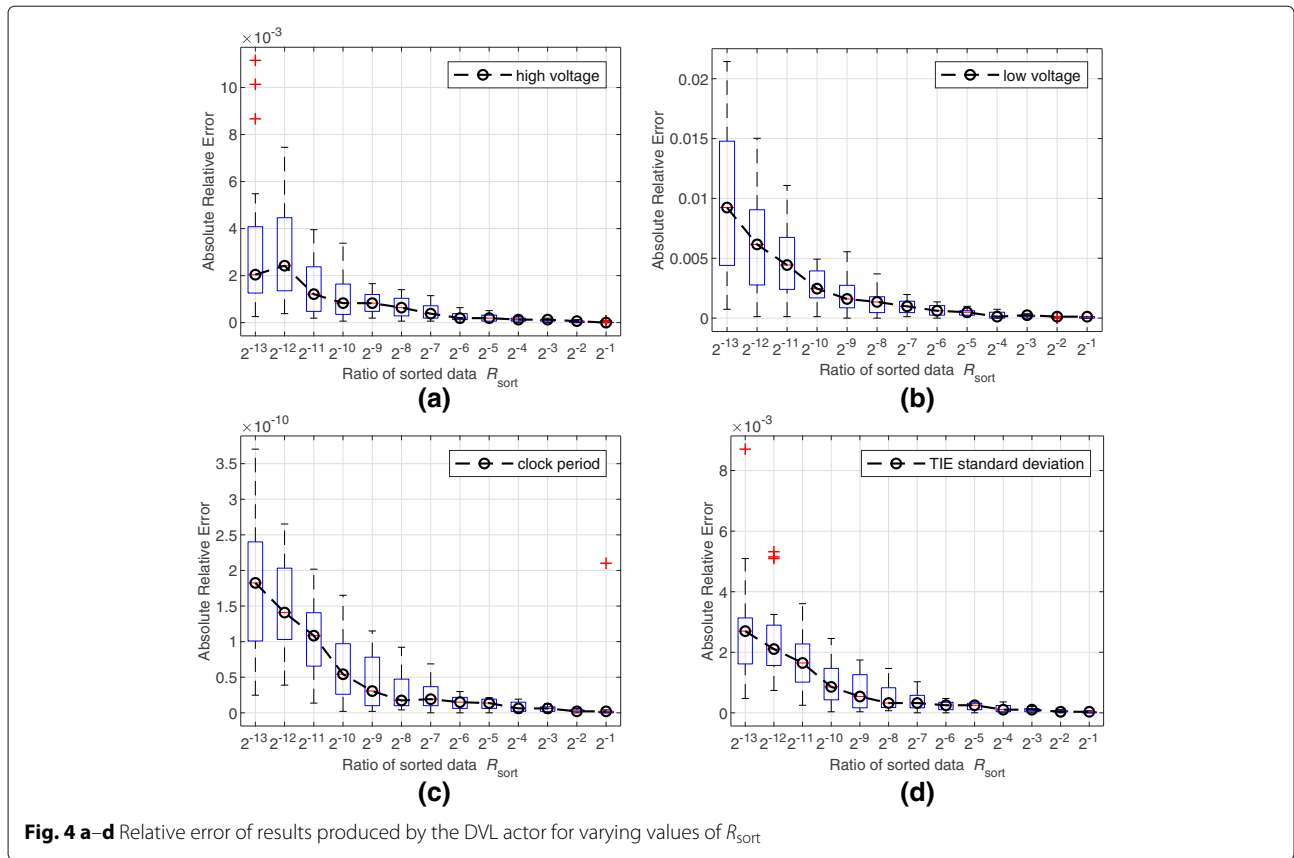 ×10⁻³
high voltage
10
8
6
4
2
0
Absolute Relative Error
2⁻¹³ 2⁻¹² 2⁻¹¹ 2⁻¹⁰ 2⁻⁹ 2⁻⁸ 2⁻⁷ 2⁻⁶ 2⁻⁵ 2⁻⁴ 2⁻³ 2⁻² 2⁻¹
Ratio of sorted data R_sort
(a)
low voltage
0.02
0.015
0.01
0.005
0
Absolute Relative Error
2⁻¹³ 2⁻¹² 2⁻¹¹ 2⁻¹⁰ 2⁻⁹ 2⁻⁸ 2⁻⁷ 2⁻⁶ 2⁻⁵ 2⁻⁴ 2⁻³ 2⁻² 2⁻¹
Ratio of sorted data R_sort
(b)
×10⁻¹⁰
clock period
3.5
3
2.5
2
1.5
1
0.5
0
Absolute Relative Error
2⁻¹³ 2⁻¹² 2⁻¹¹ 2⁻¹⁰ 2⁻⁹ 2⁻⁸ 2⁻⁷ 2⁻⁶ 2⁻⁵ 2⁻⁴ 2⁻³ 2⁻² 2⁻¹
Ratio of sorted data R_sort
(c)
×10⁻³
TIE standard deviation
8
6
4
2
0
Absolute Relative Error
2⁻¹³ 2⁻¹² 2⁻¹¹ 2⁻¹⁰ 2⁻⁹ 2⁻⁸ 2⁻⁷ 2⁻⁶ 2⁻⁵ 2⁻⁴ 2⁻³ 2⁻² 2⁻¹
Ratio of sorted data R_sort
(d)
Fig. 4 a–d Relative error of results produced by the DVL actor for varying values of R_sort